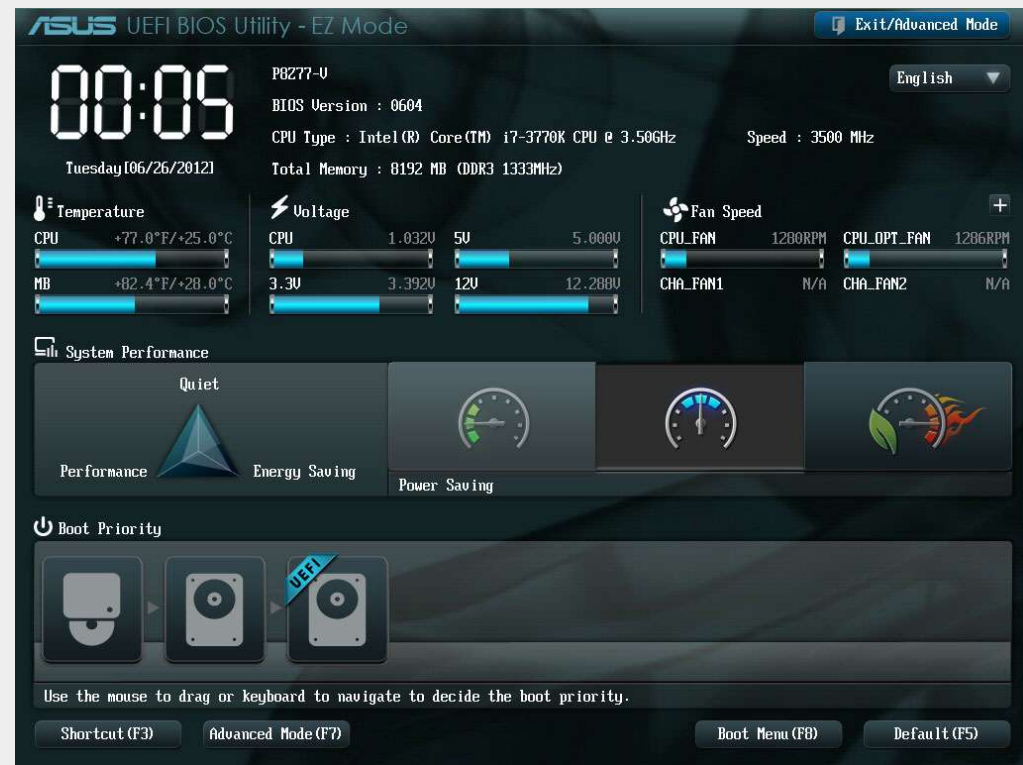 ASUS UEFI BIOS Utility - EZ Mode
Exit/Advanced Mode
00:05
Tuesday[06/26/2012]
P8Z77-V
BIOS Version : 0604
CPU Type : Intel(R) Core(TM) i7-3770K CPU @ 3.50GHz Speed : 3500 MHz
Total Memory : 8192 MB (DDR3 1333MHz)
English
Temperature
CPU +77.0°F/+25.0°C
MB +82.4°F/+28.0°C
Voltage
CPU 1.032V 5V 5.000V
3.3V 3.392V 12V 12.288V
Fan Speed
CPU_FAN 1280RPM CPU_OPT_FAN 1286RPM
CHA_FAN1 N/A CHA_FAN2 N/A
System Performance
Quiet
Performance Energy Saving
Power Saving
Boot Priority
UEFI
Use the mouse to drag or keyboard to navigate to decide the boot priority.
Shortcut(F3) Advanced Mode(F7) Boot Menu(F8) Default(F5)